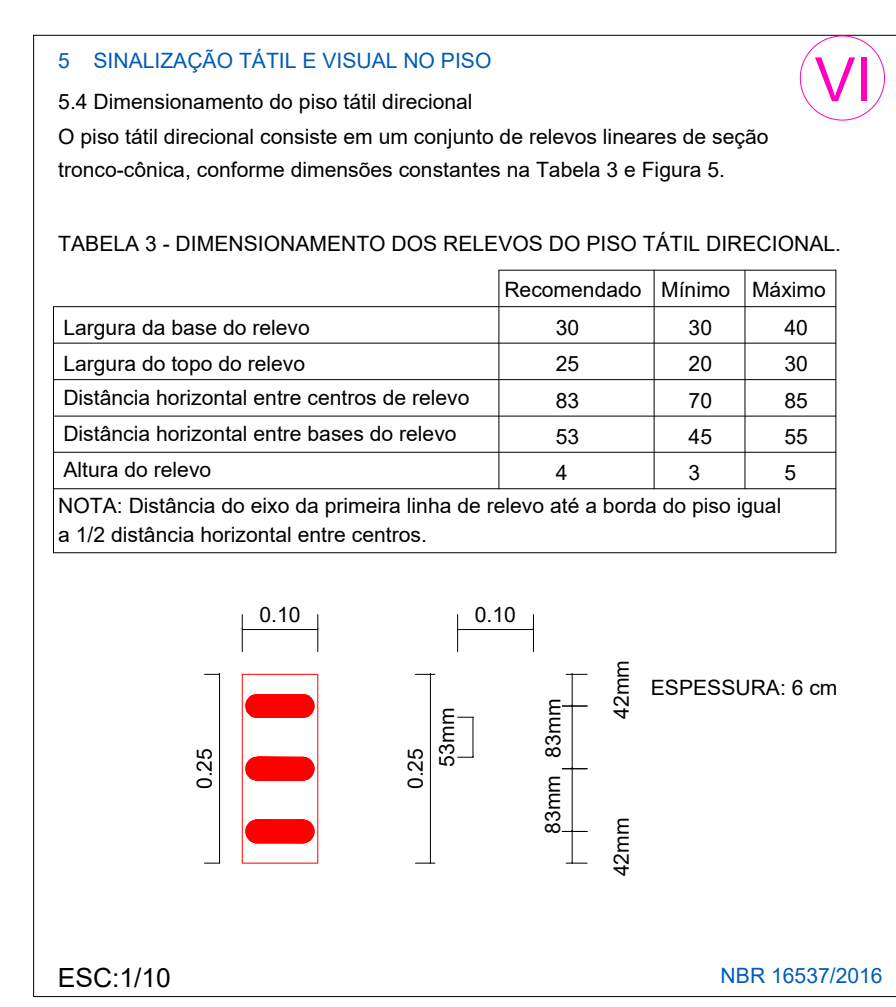 5 SINALIZAÇÃO TÁTIL E VISUAL NO PISO
VI
5.4 Dimensionamento do piso tátil direcional
O piso tátil direcional consiste em um conjunto de relevos lineares de seção
tronco-cônica, conforme dimensões constantes na Tabela 3 e Figura 5.
TABELA 3 - DIMENSIONAMENTO DOS RELEVOS DO PISO TÁTIL DIRECIONAL.
Recomendado Mínimo Máximo
Largura da base do relevo 30 30 40
Largura do topo do relevo 25 20 30
Distância horizontal entre centros de relevo 83 70 85
Distância horizontal entre bases do relevo 53 45 55
Altura do relevo 4 3 5
NOTA: Distância do eixo da primeira linha de relevo até a borda do piso igual
a 1/2 distância horizontal entre centros.
0.10 0.10
0.25
0.25
53mm
83mm
83mm
42mm
42mm
ESPESSURA: 6 cm
ESC:1/10
NBR 16537/2016